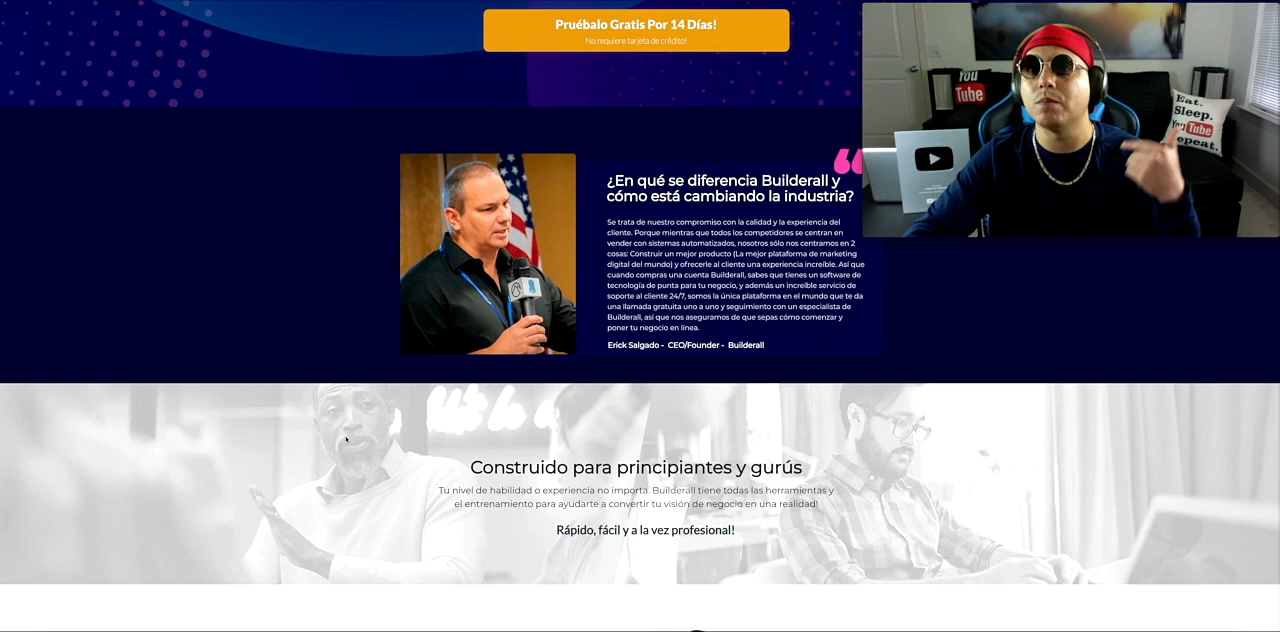 Pruébalo Gratis Por 14 Días!
No requiere tarjeta de crédito!
You
Tube
Eat.
Sleep.
You Tube
epeat.
¿En qué se diferencia Builderall y
cómo está cambiando la industria?
Se trata de nuestro compromiso con la calidad y la experiencia del
cliente. Porque mientras que todos los competidores se centran en
vender con sistemas automatizados, nosotros sólo nos centramos en 2
cosas: Construir un mejor producto (La mejor plataforma de marketing
digital del mundo) y ofrecerle al cliente una experiencia increíble. Así que
cuando compras una cuenta Builderall, sabes que tienes un software de
tecnología de punta para tu negocio, y además un increíble servicio de
soporte al cliente 24/7, somos la única plataforma en el mundo que te da
una llamada gratuita uno a uno y seguimiento con un especialista de
Builderall, así que nos aseguramos de que sepas cómo comenzar y
poner tu negocio en línea.
Erick Salgado - CEO/Founder - Builderall
Construido para principiantes y gurús
Tu nivel de habilidad o experiencia no importa. Builderall tiene todas las herramientas y
el entrenamiento para ayudarte a convertir tu visión de negocio en una realidad!
Rápido, fácil y a la vez profesional!